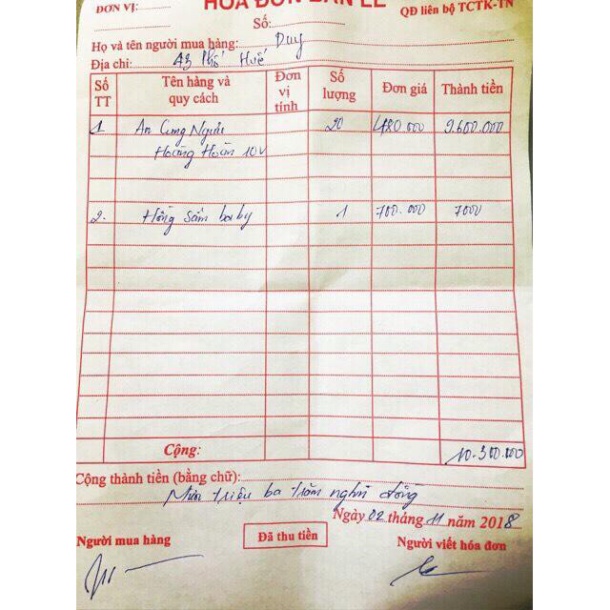 ĐƠN VỊ: HÓA ĐƠN BÁN LẺ QĐ liên bộ TCTK-TN
Số:
Họ và tên người mua hàng: Duy
Địa chỉ: A3 Phố Huế
Số TT Tên hàng và quy cách Đơn vị tính Số lượng Đơn giá Thành tiền
1 An Cung Ngưu 20 480 000 9.600.000
Hoàng Hoàn 10v
2. Hồng Sâm baby 1 700.000 700
Cộng: 10.300.000
Cộng thành tiền (bằng chữ):
Mười triệu ba trăm nghìn đồng
Ngày 02 tháng 11 năm 2018
Người mua hàng Đã thu tiền Người viết hóa đơn